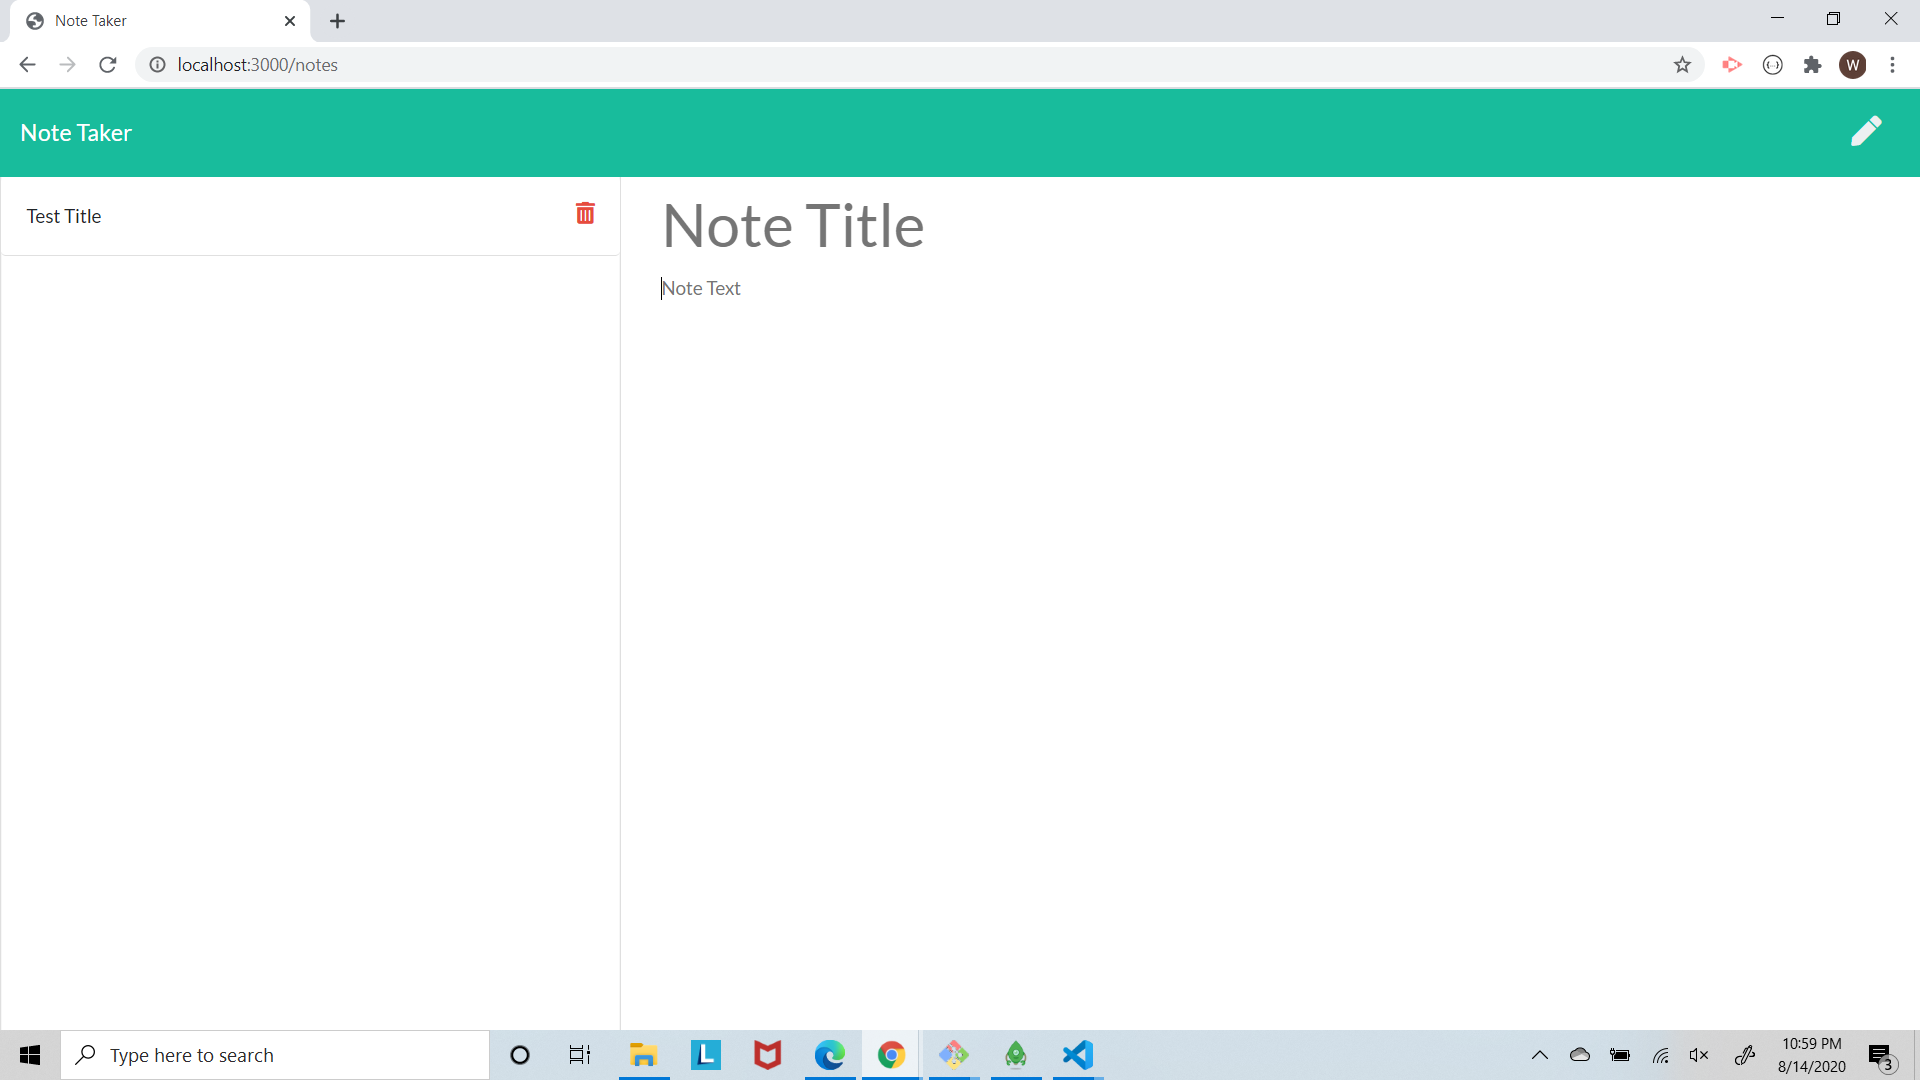 Note Taker
localhost:3000/notes
W
Note Taker
Test Title
Note Title
Note Text
Type here to search
L
10:59 PM
8/14/2020
3